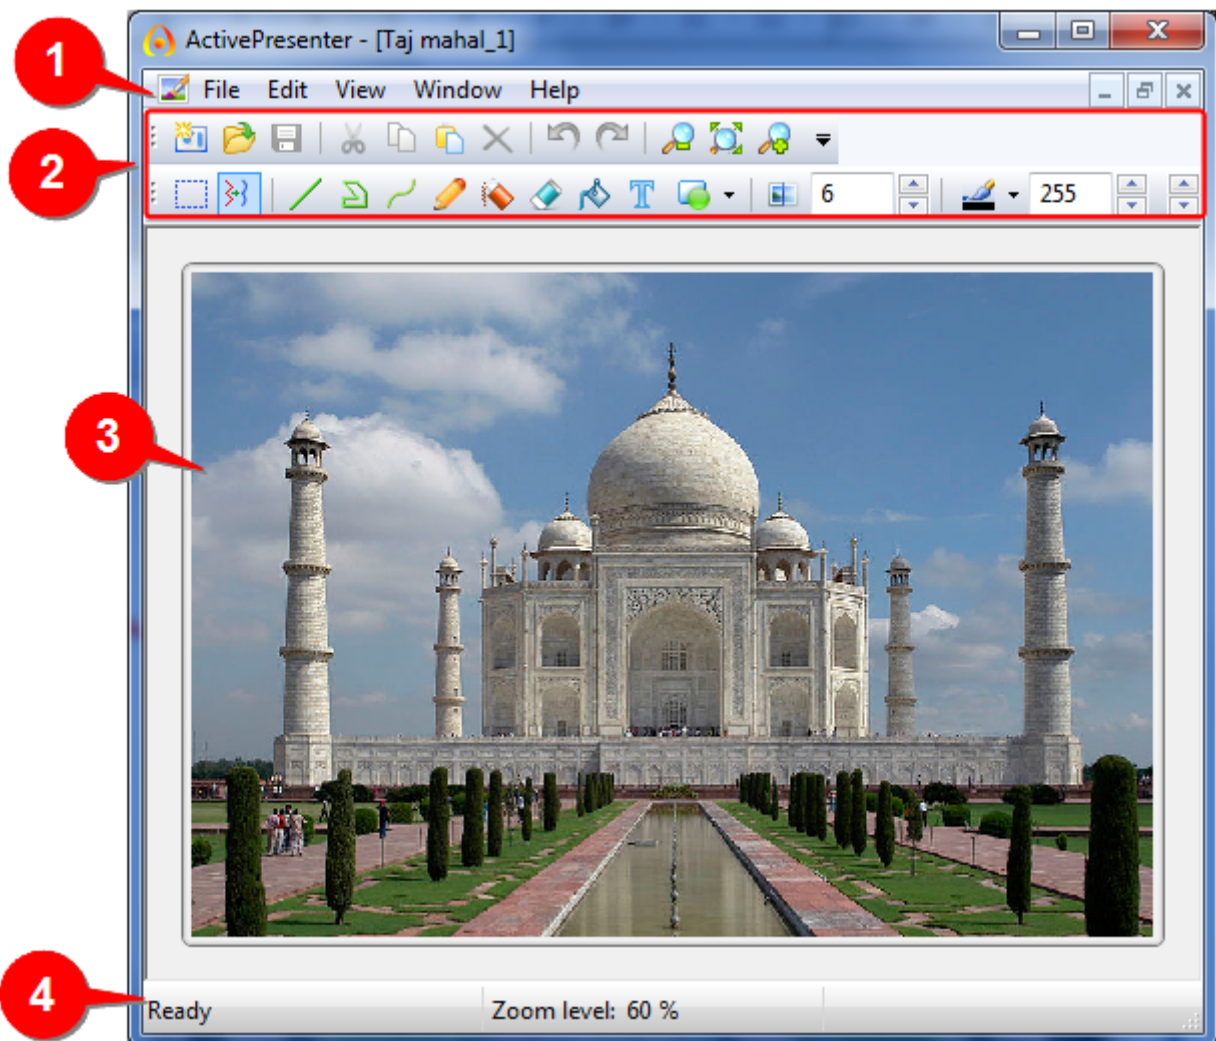 ActivePresenter - [Taj mahal_1]
1
File Edit View Window Help
2
T 6 255
3
4
Ready Zoom level: 60 %